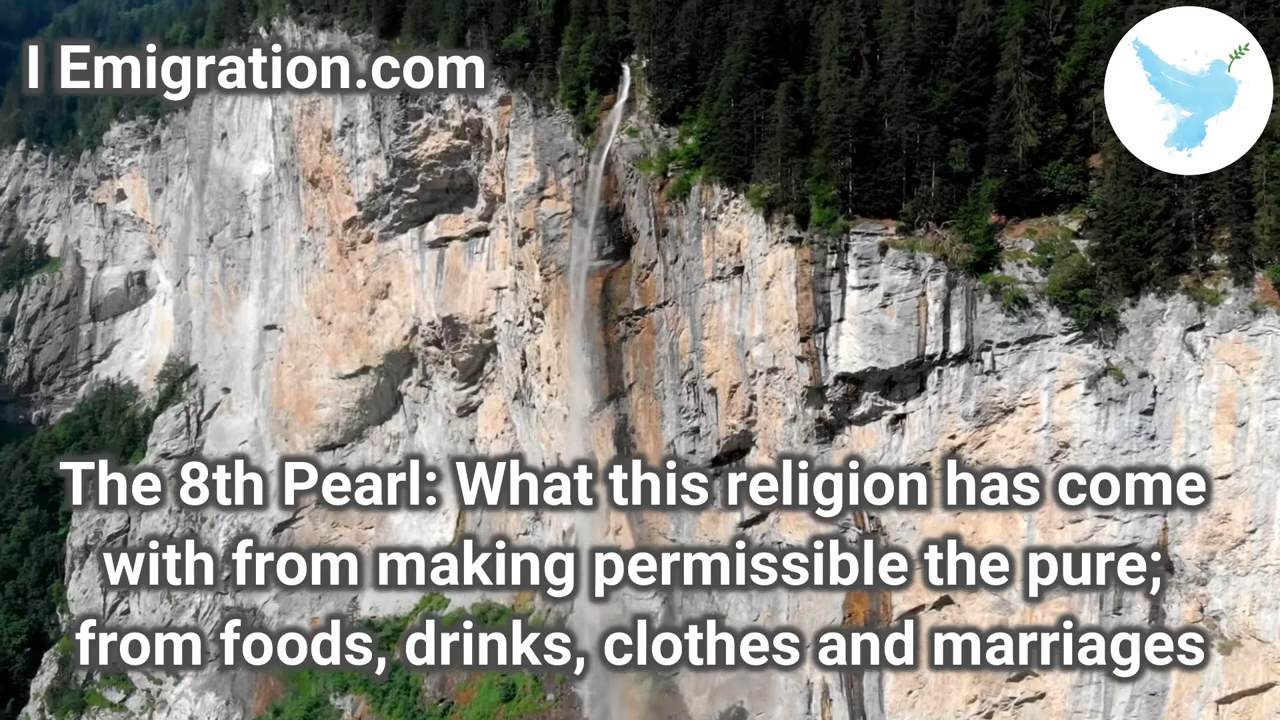 I Emigration.com
The 8th Pearl: What this religion has come
with from making permissible the pure;
from foods, drinks, clothes and marriages